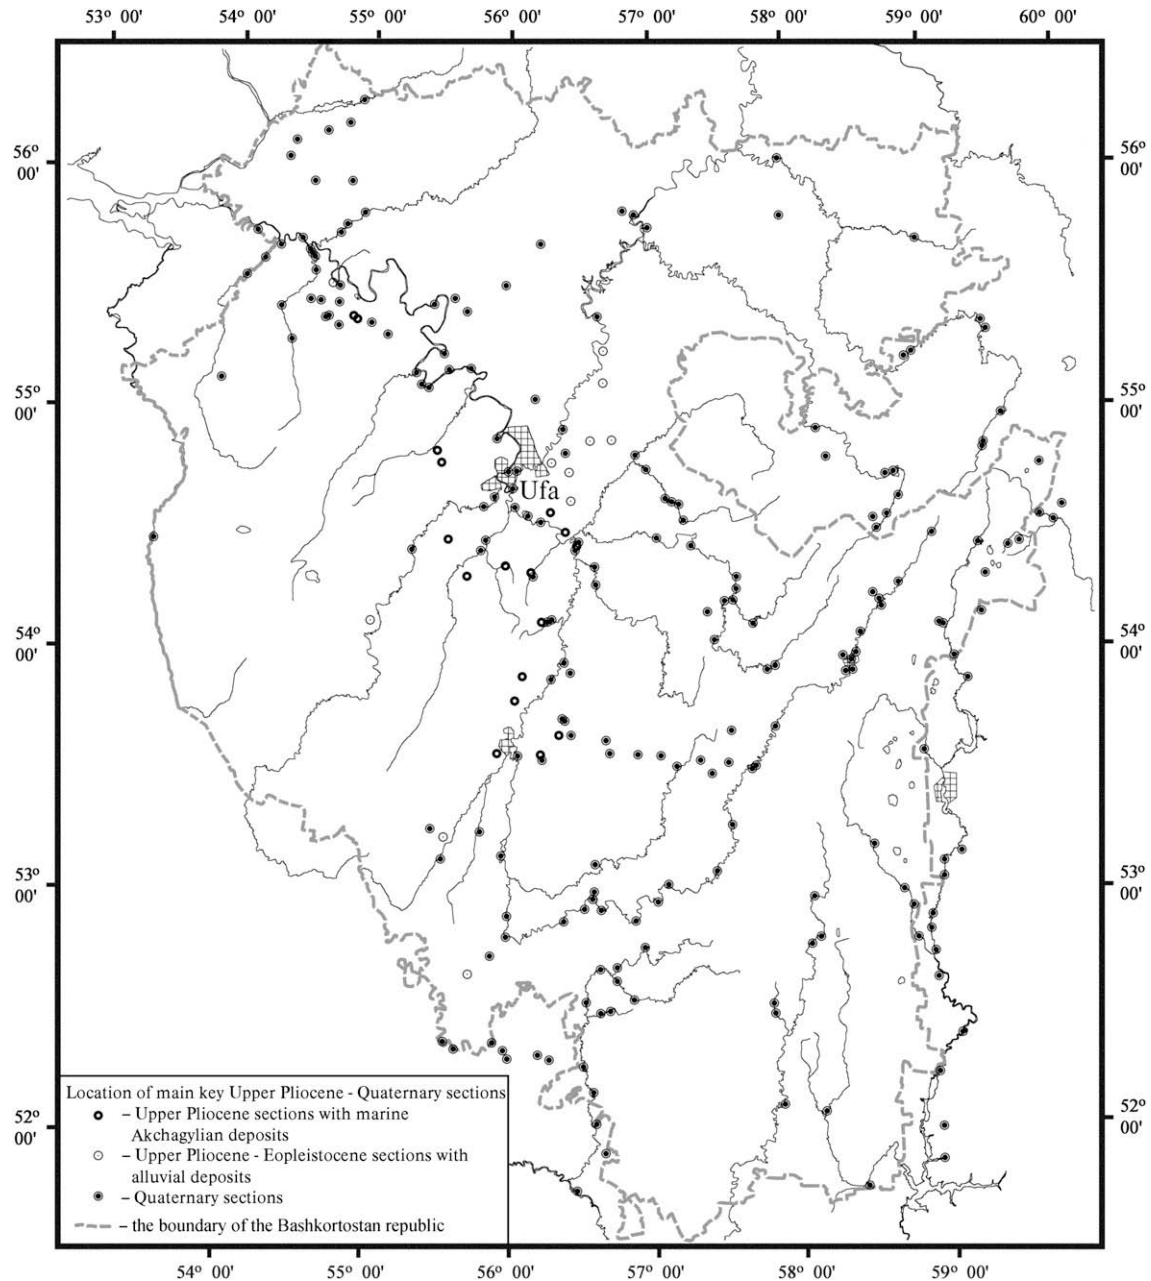 53° 00' 54° 00' 55° 00' 56° 00' 57° 00' 58° 00' 59° 00' 60° 00'
56° 56°
00' 00'
55° 55°
00' 00'
Ufa
54° 54°
00' 00'
53° 53°
00' 00'
Location of main key Upper Pliocene - Quaternary sections
– Upper Pliocene sections with marine
Akchagylian deposits
– Upper Pliocene - Eopleistocene sections with
alluvial deposits
– Quaternary sections
– the boundary of the Bashkortostan republic
52° 52°
00' 00'
54° 00' 55° 00' 56° 00' 57° 00' 58° 00' 59° 00'